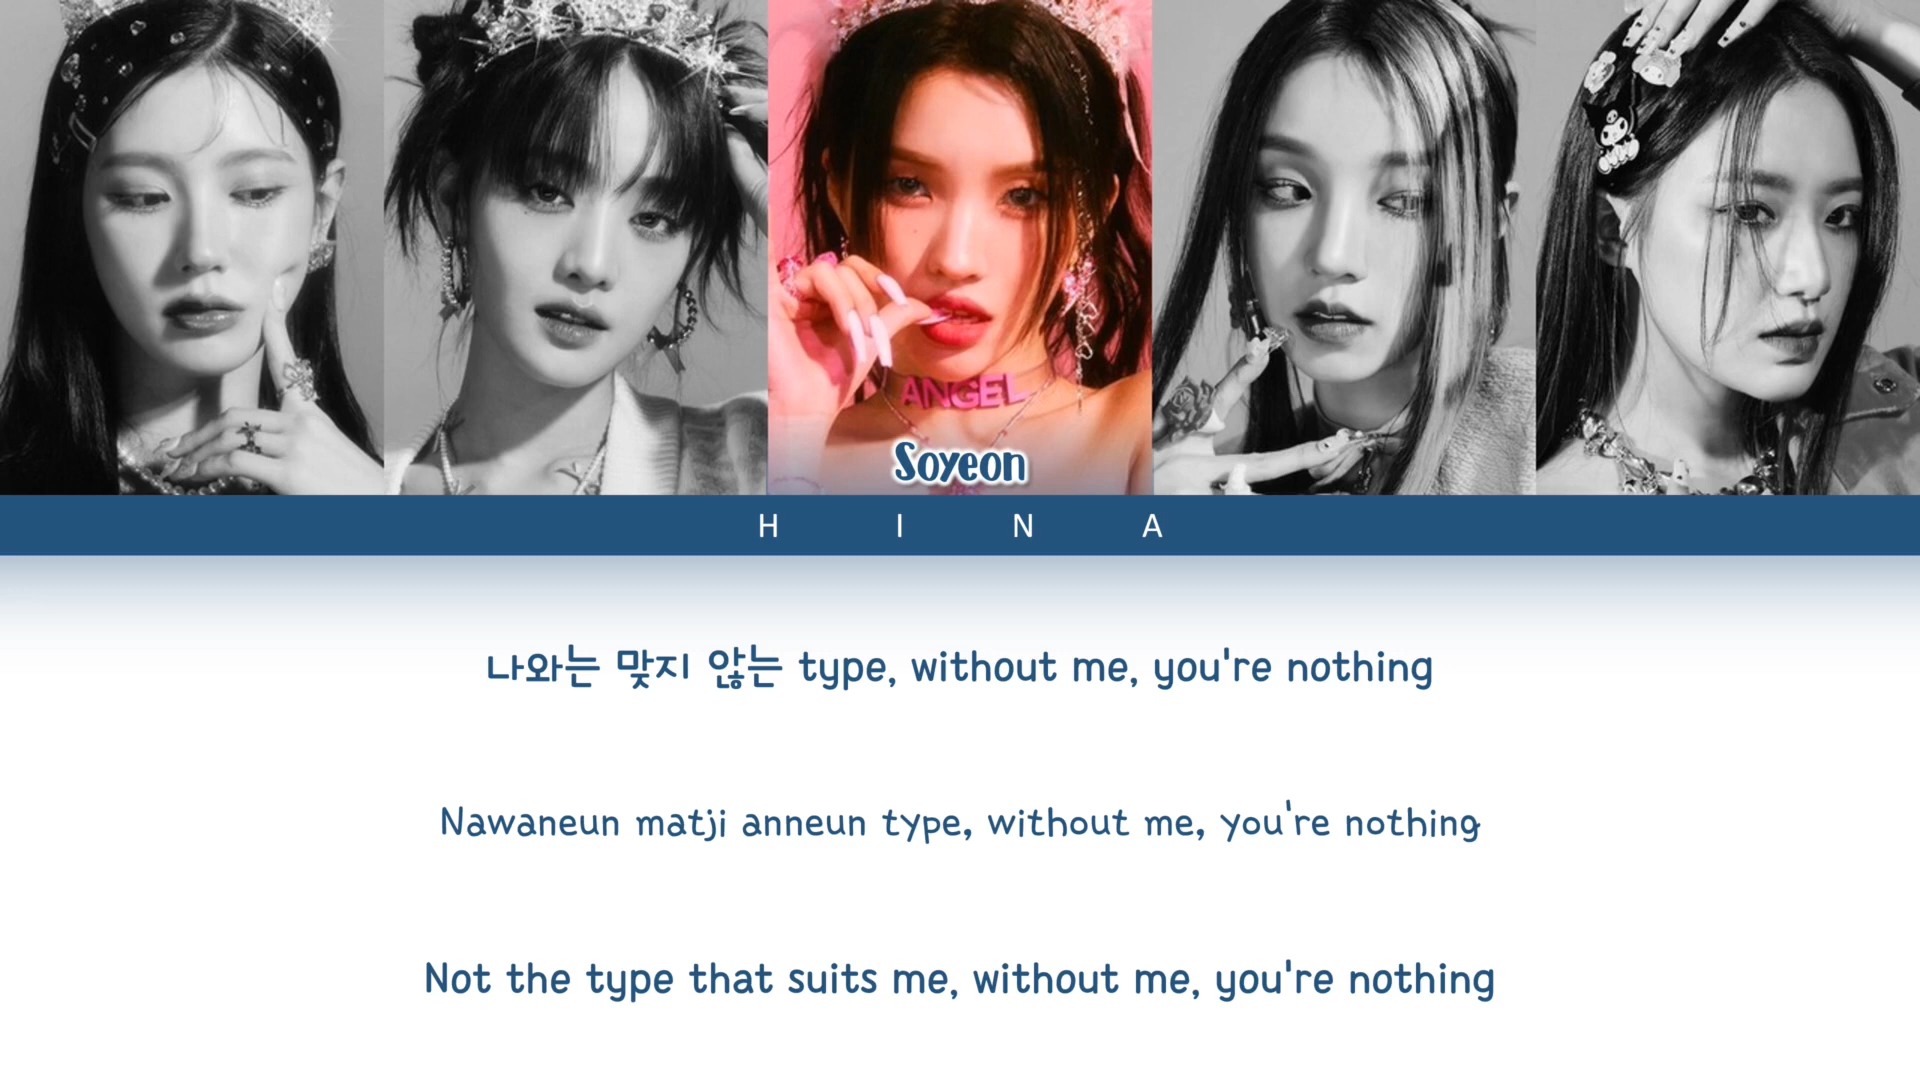 ANGEL
Soyeon
H I N A
나와는 맞지 않는 type, without me, you're nothing
Nawaneun matji anneun type, without me, you're nothing
Not the type that suits me, without me, you're nothing